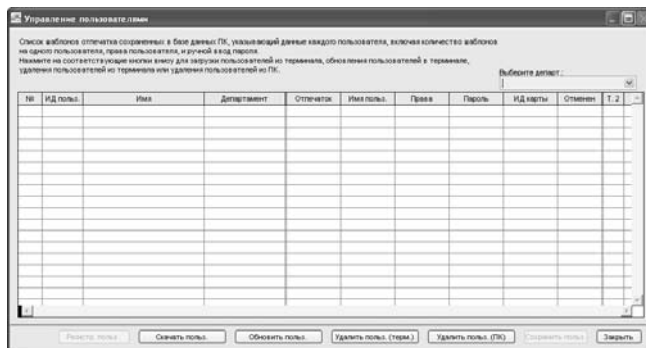 Управление пользователями
Список шаблонов отпечатка сохраненных в базе данных ПК, указывающий данные каждого пользователя, включая количество шаблонов
на одного пользователя, права пользователя, и ручной ввод пароля.
Нажмите на соответствующие кнопки внизу для загрузки пользователей из терминала, обновления пользователей в терминале,
удаления пользователей из терминала или удаления пользователей из ПК.
Выберите департ.:
№ ИД польз. Имя Департамент Отпечаток Имя польз. Права Пароль ИД карты Отменен Т. 2
Регистр. польз. Скачать польз. Обновить польз. Удалить польз. (терм.) Удалить польз. (ПК) Сохранить польз. Закрыть